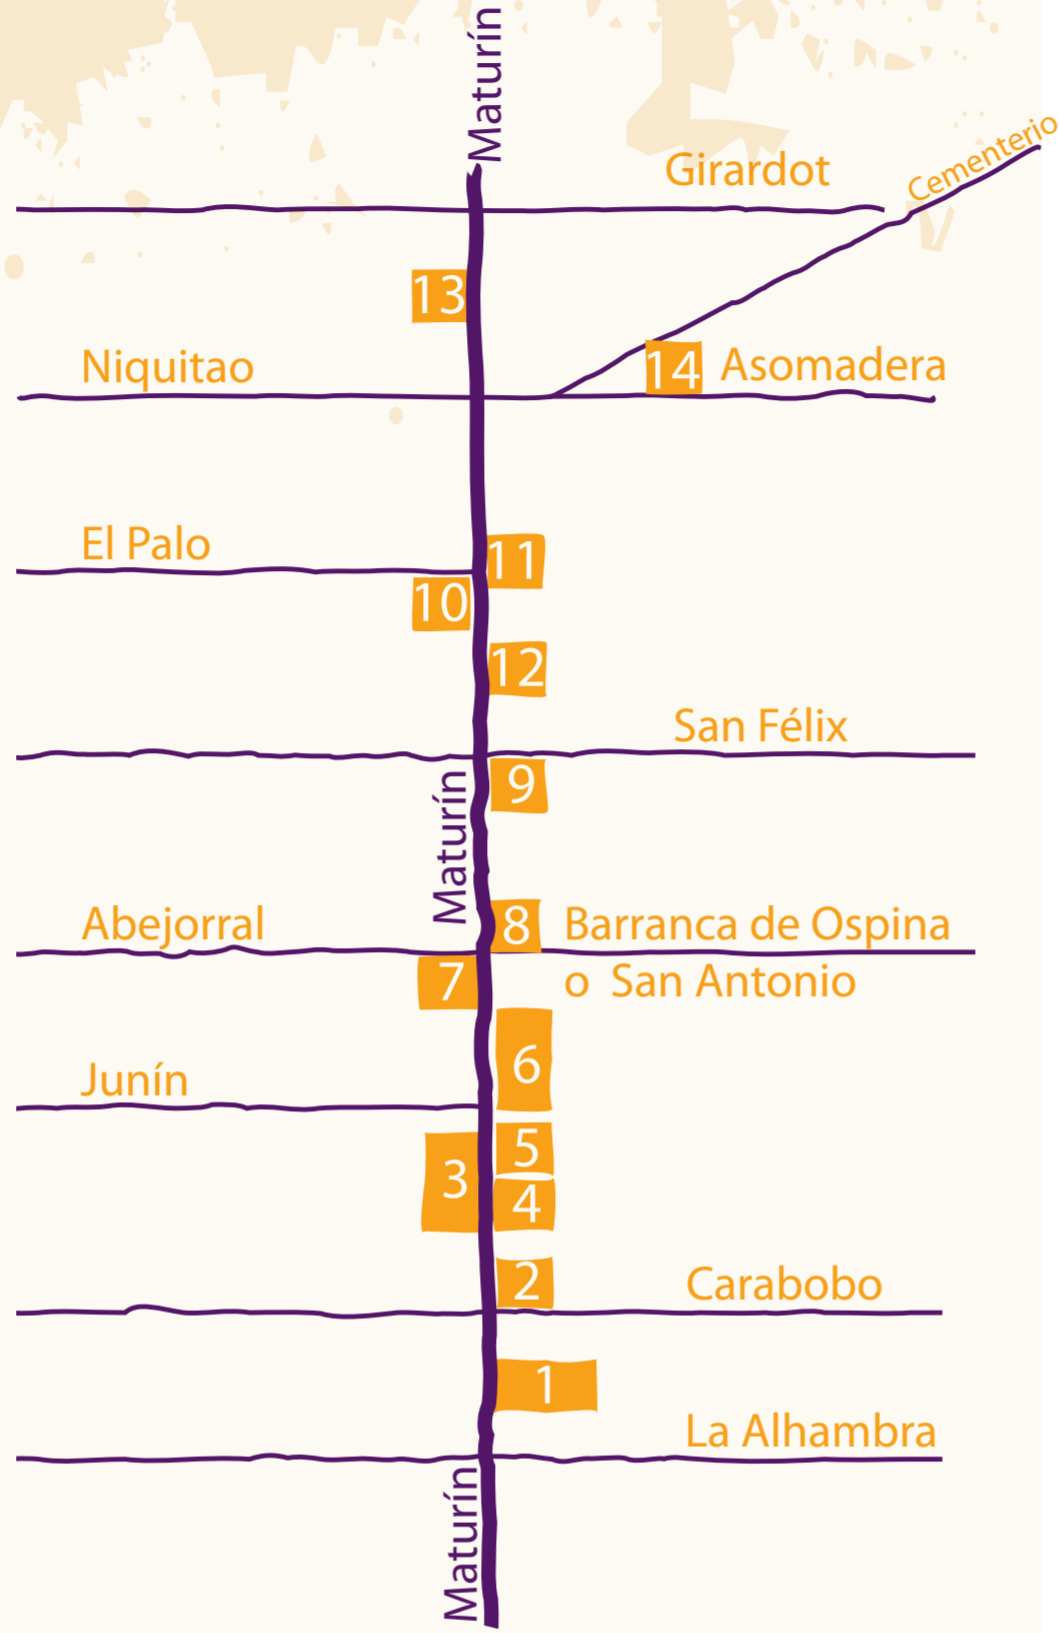 Maturín
Girardot
Cementerio
13
Niquitao
14
Asomadera
El Palo
11
10
12
San Félix
9
Maturín
Abejorral
8
Barranca de Ospina
o San Antonio
7
6
Junín
5
3
4
2
Carabobo
1
La Alhambra
Maturín